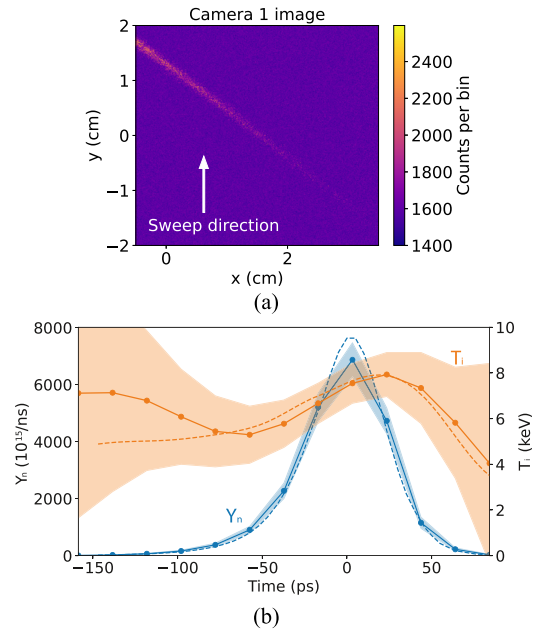 Camera 1 image
2
1
0
−1
−2
y (cm)
Sweep direction
0
2
x (cm)
2400
2200
2000
1800
1600
1400
Counts per bin
(a)
8000
6000
4000
2000
0
Yₙ (10¹⁵/ns)
Tᵢ
Yₙ
10
8
6
4
2
0
Tᵢ (keV)
−150
−100
−50
0
50
Time (ps)
(b)